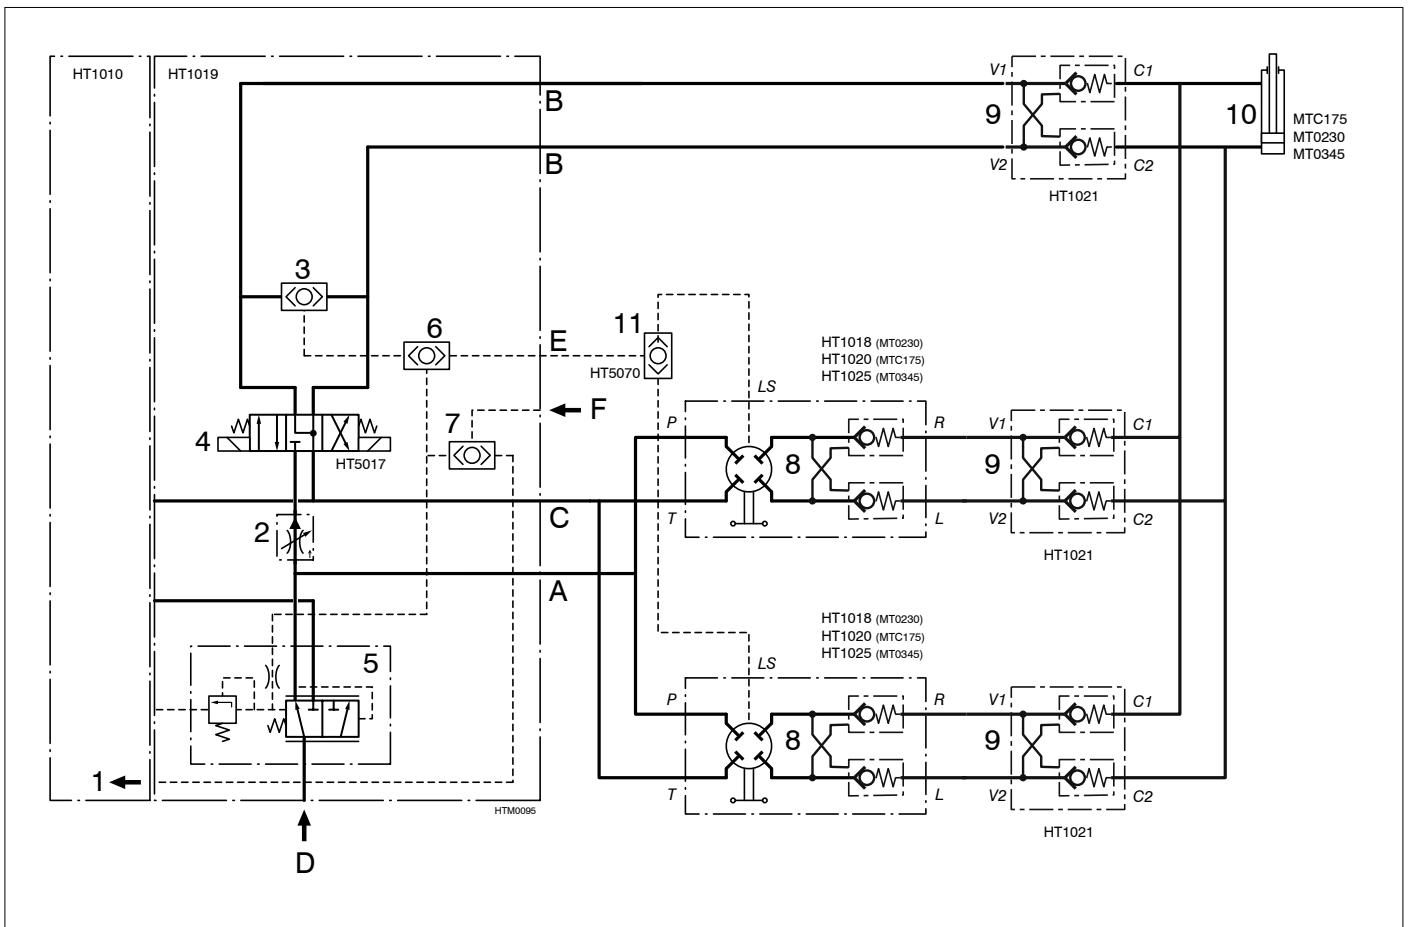 HT1010
HT1019
B
B
V1
C1
9
V2
C2
HT1021
10
MTC175
MT0230
MT0345
3
6
E
11
HT5070
7
F
4
HT5017
HT1018 (MT0230)
HT1020 (MTC175)
HT1025 (MT0345)
LS
P
R
8
T
L
V1
C1
9
V2
C2
HT1021
C
2
A
HT1018 (MT0230)
HT1020 (MTC175)
HT1025 (MT0345)
LS
P
R
8
T
L
V1
C1
9
V2
C2
HT1021
5
1
HTM0095
D